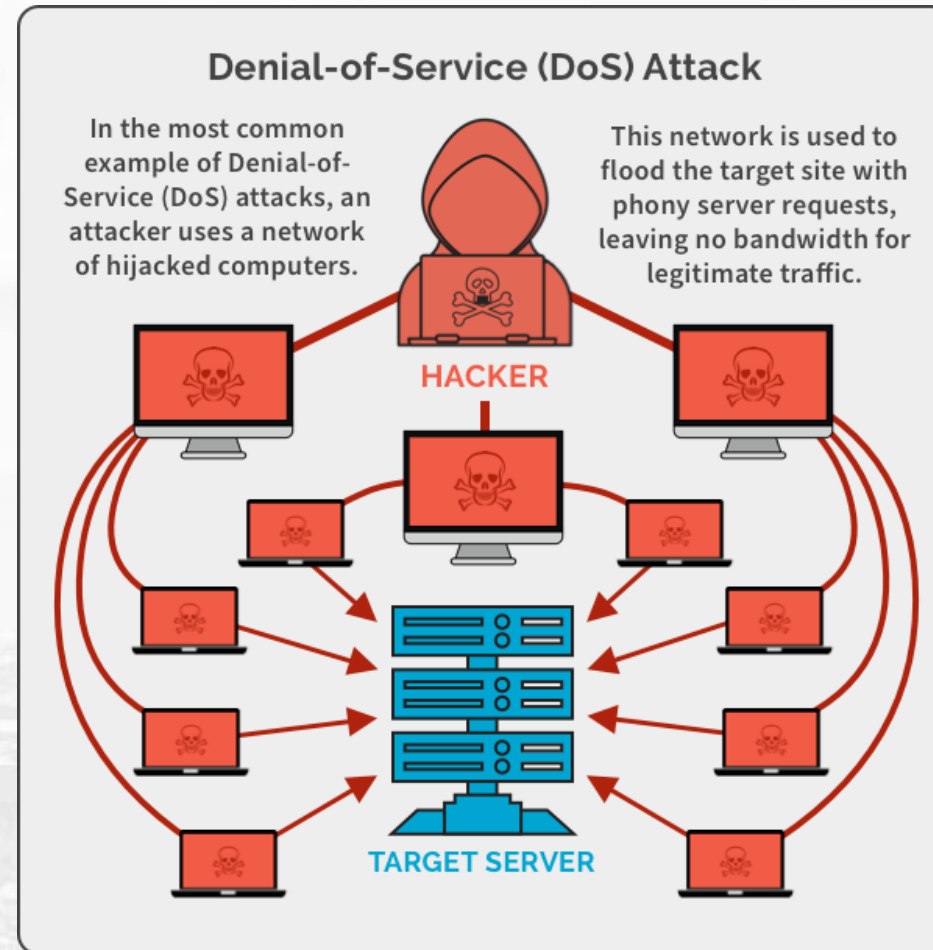 Denial-of-Service (DoS) Attack
In the most common
example of Denial-of-
Service (DoS) attacks, an
attacker uses a network
of hijacked computers.
This network is used to
flood the target site with
phony server requests,
leaving no bandwidth for
legitimate traffic.
HACKER
TARGET SERVER